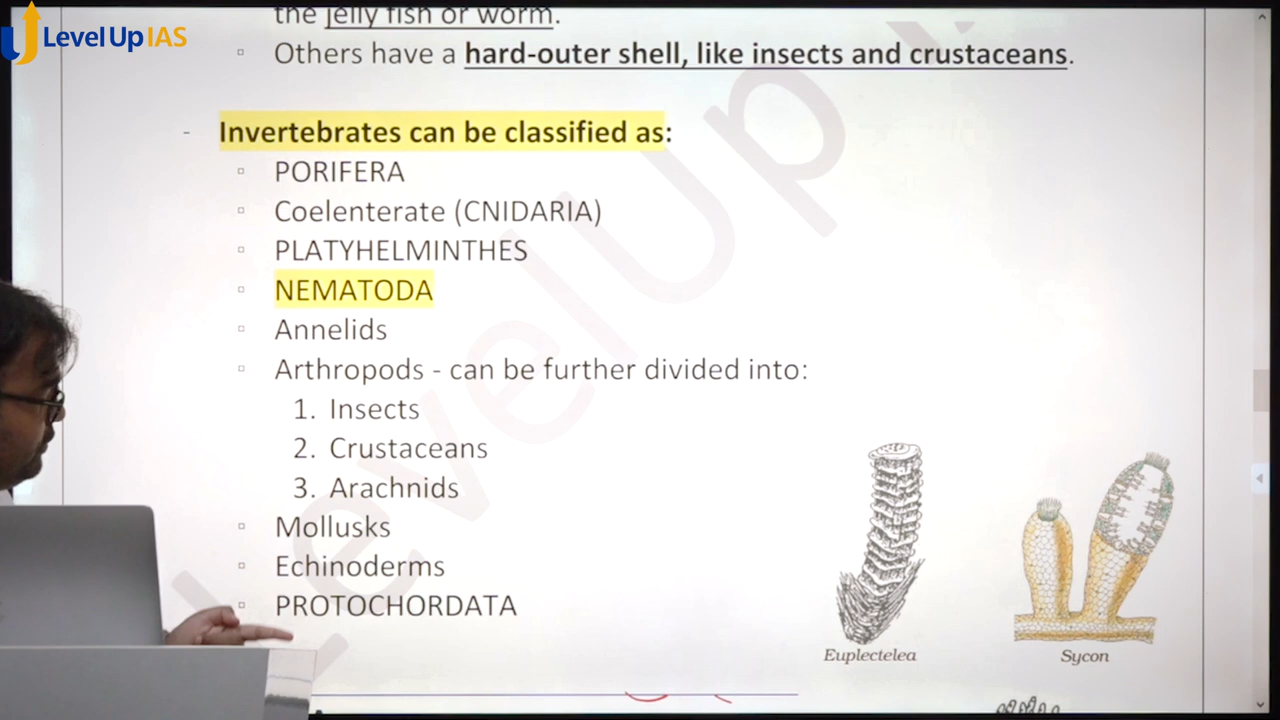 Level Up IAS
the jelly fish or worm.
▫ Others have a hard-outer shell, like insects and crustaceans.
- Invertebrates can be classified as:
▫ PORIFERA
▫ Coelenterate (CNIDARIA)
▫ PLATYHELMINTHES
▫ NEMATODA
▫ Annelids
▫ Arthropods - can be further divided into:
1. Insects
2. Crustaceans
3. Arachnids
▫ Mollusks
▫ Echinoderms
▫ PROTOCHORDATA
Euplectelea
Sycon
LevelUp